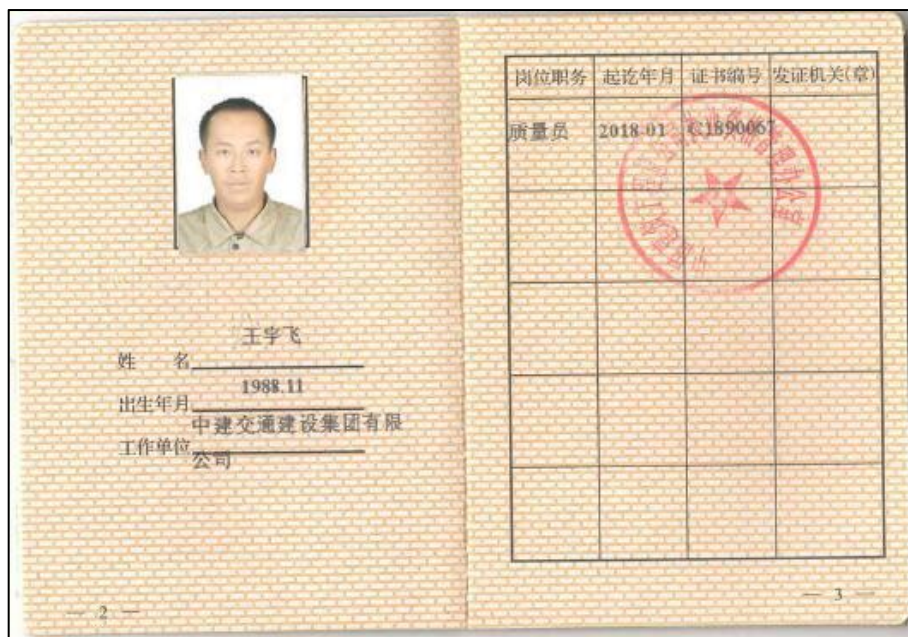 姓 名 王宇飞
出生年月 1988.11
工作单位 中建交通建设集团有限
公司
— 2 —
岗位职务 起讫年月 证书编号 发证机关(章)
质量员 2018 01 C1890067
— 3 —